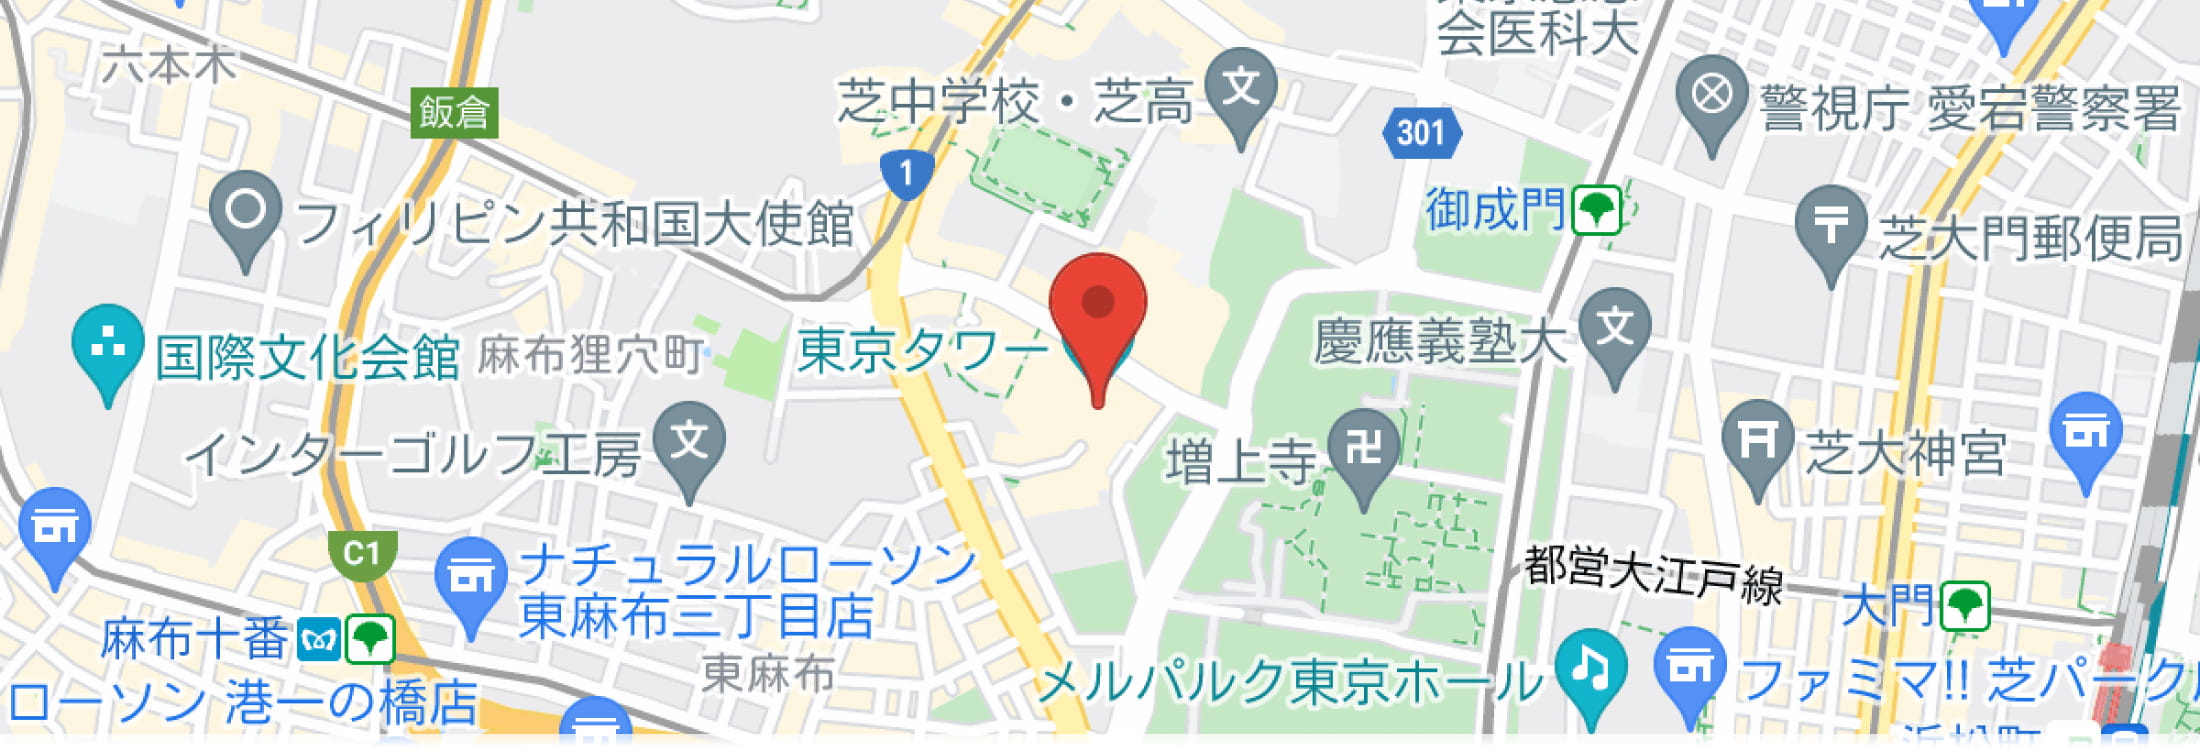 会医科大
六本木
飯倉
芝中学校・芝高
文
301
警視庁 愛宕警察署
1
フィリピン共和国大使館
御成門
芝大門郵便局
国際文化会館
麻布狸穴町
東京タワー
慶應義塾大
文
インターゴルフ工房
文
増上寺
卍
芝大神宮
C1
ナチュラルローソン
東麻布三丁目店
都営大江戸線
大門
麻布十番
東麻布
メルパルク東京ホール
ファミマ!! 芝パーク
ローソン 港一の橋店
浜松町